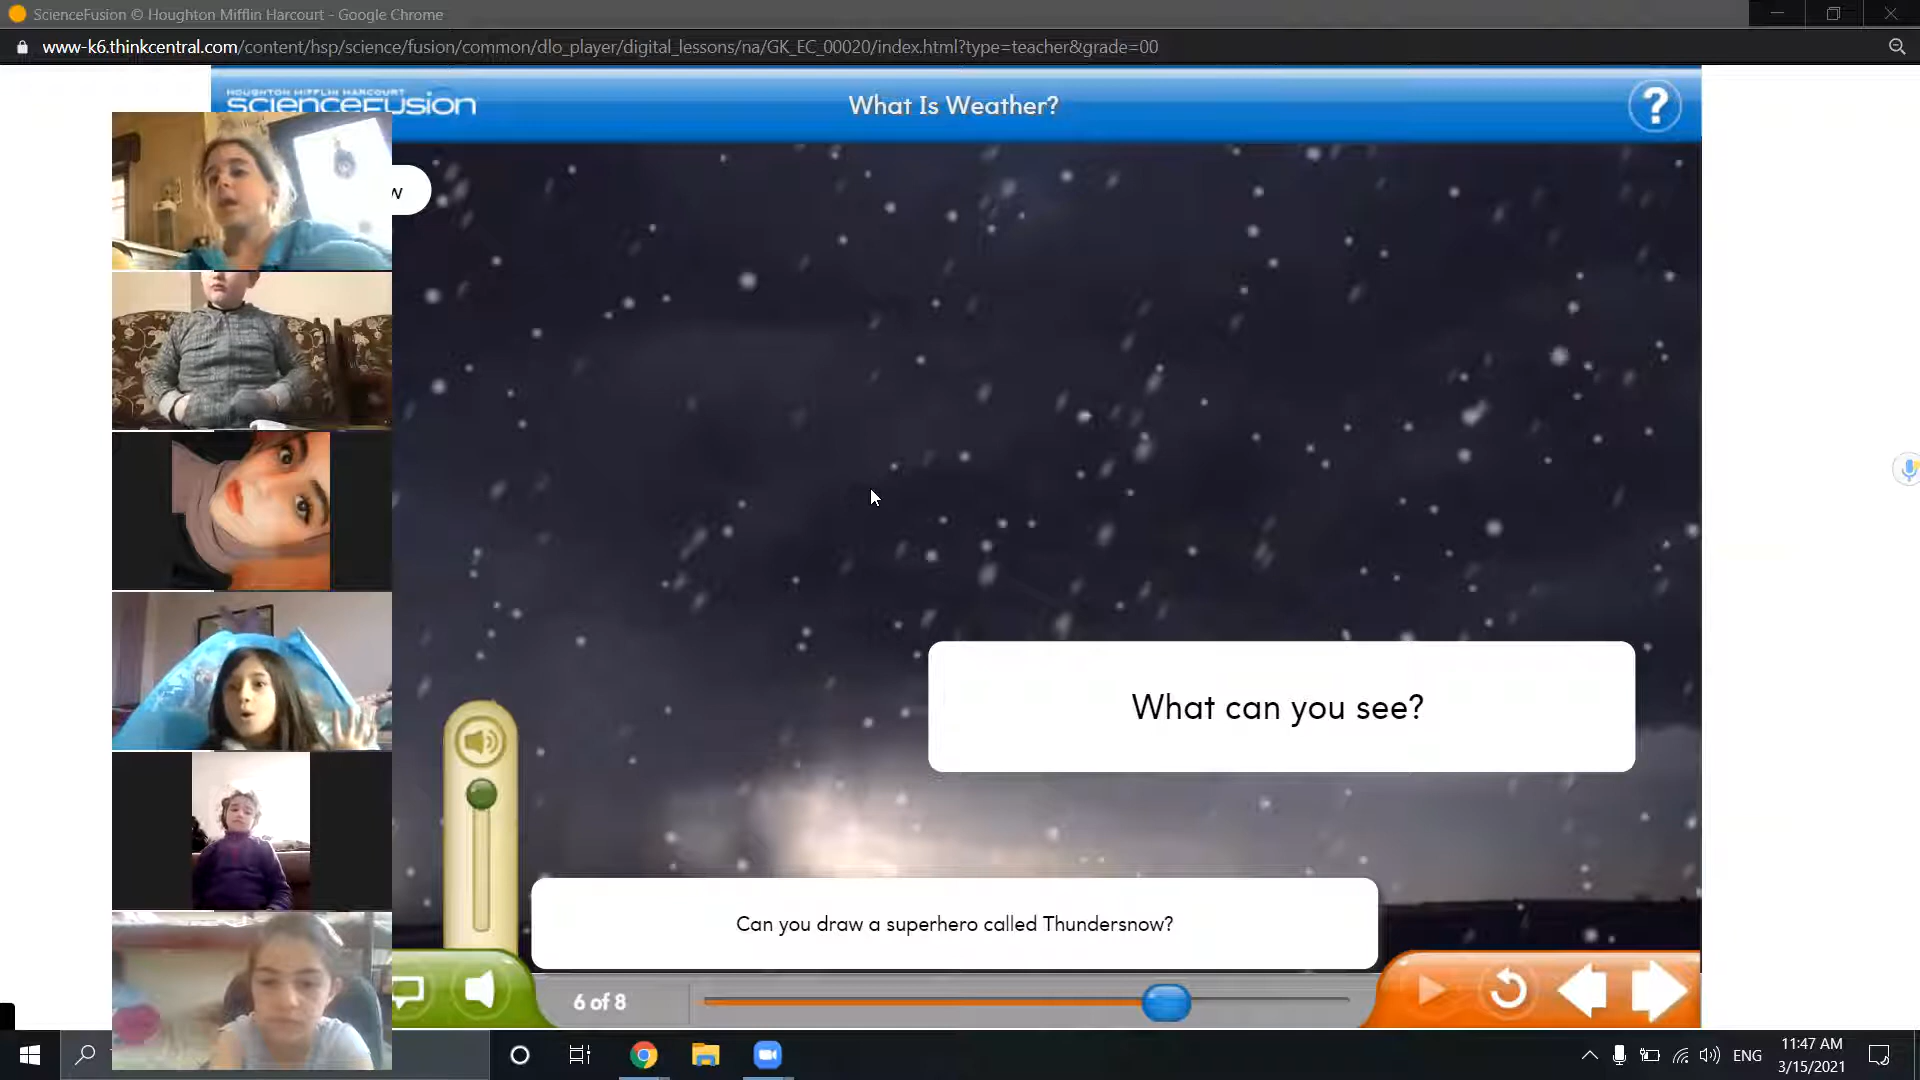 ScienceFusion © Houghton Mifflin Harcourt - Google Chrome
www-k6.thinkcentral.com/content/hsp/science/fusion/common/dlo_player/digital_lessons/na/GK_EC_00020/index.html?type=teacher&grade=00
HOUGHTON MIFFLIN HARCOURT
SCIENCEFUSION
What Is Weather?
?
w
What can you see?
Can you draw a superhero called Thundersnow?
6 of 8
ENG
11:47 AM
3/15/2021